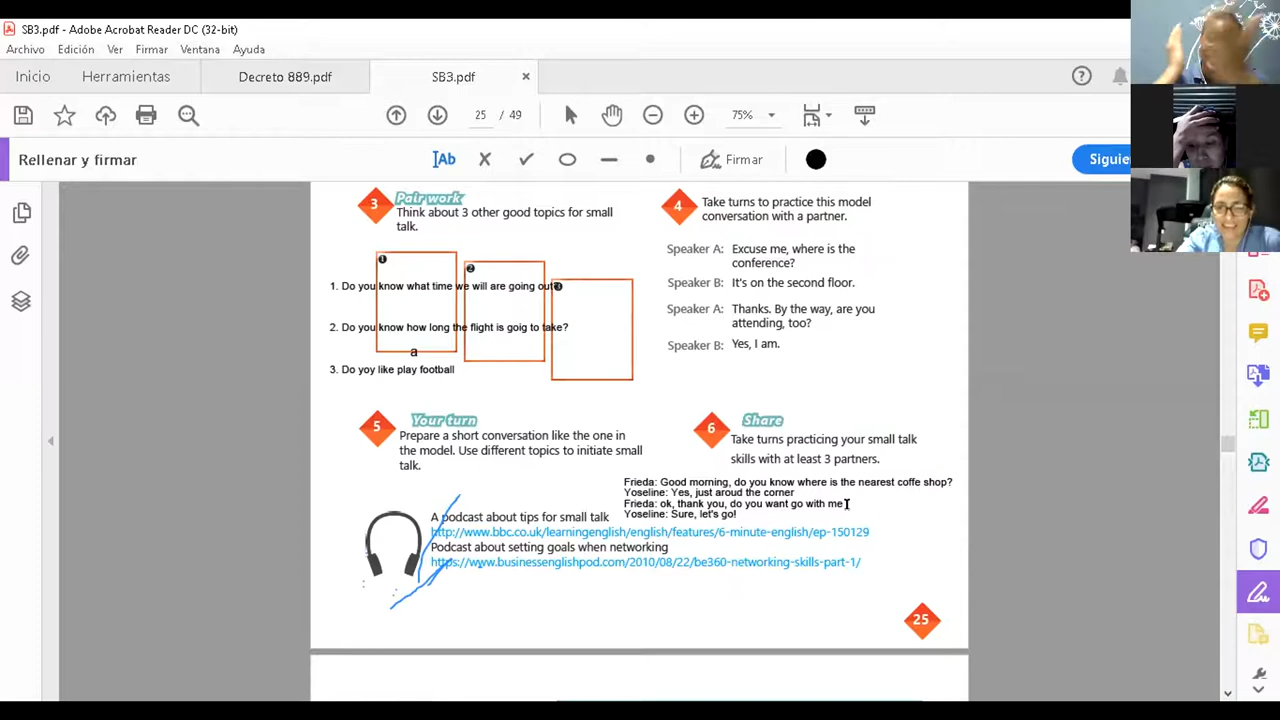 SB3.pdf - Adobe Acrobat Reader DC (32-bit)
Archivo Edición Ver Firmar Ventana Ayuda
Inicio Herramientas Decreto 889.pdf SB3.pdf ×
25 / 49 75%
Rellenar y firmar Ab Firmar Siguie
3 Pair work
Think about 3 other good topics for small
talk.
1
2
3
1. Do you know what time we will are going out?
2. Do you know how long the flight is goig to take?
a
3. Do yoy like play football
4 Take turns to practice this model
conversation with a partner.
Speaker A: Excuse me, where is the
conference?
Speaker B: It's on the second floor.
Speaker A: Thanks. By the way, are you
attending, too?
Speaker B: Yes, I am.
5 Your turn
Prepare a short conversation like the one in
the model. Use different topics to initiate small
talk.
6 Share
Take turns practicing your small talk
skills with at least 3 partners.
Frieda: Good morning, do you know where is the nearest coffe shop?
Yoseline: Yes, just aroud the corner
Frieda: ok, thank you, do you want go with me
Yoseline: Sure, let's go!
A podcast about tips for small talk
http://www.bbc.co.uk/learningenglish/english/features/6-minute-english/ep-150129
Podcast about setting goals when networking
https://www.businessenglishpod.com/2010/08/22/be360-networking-skills-part-1/
25